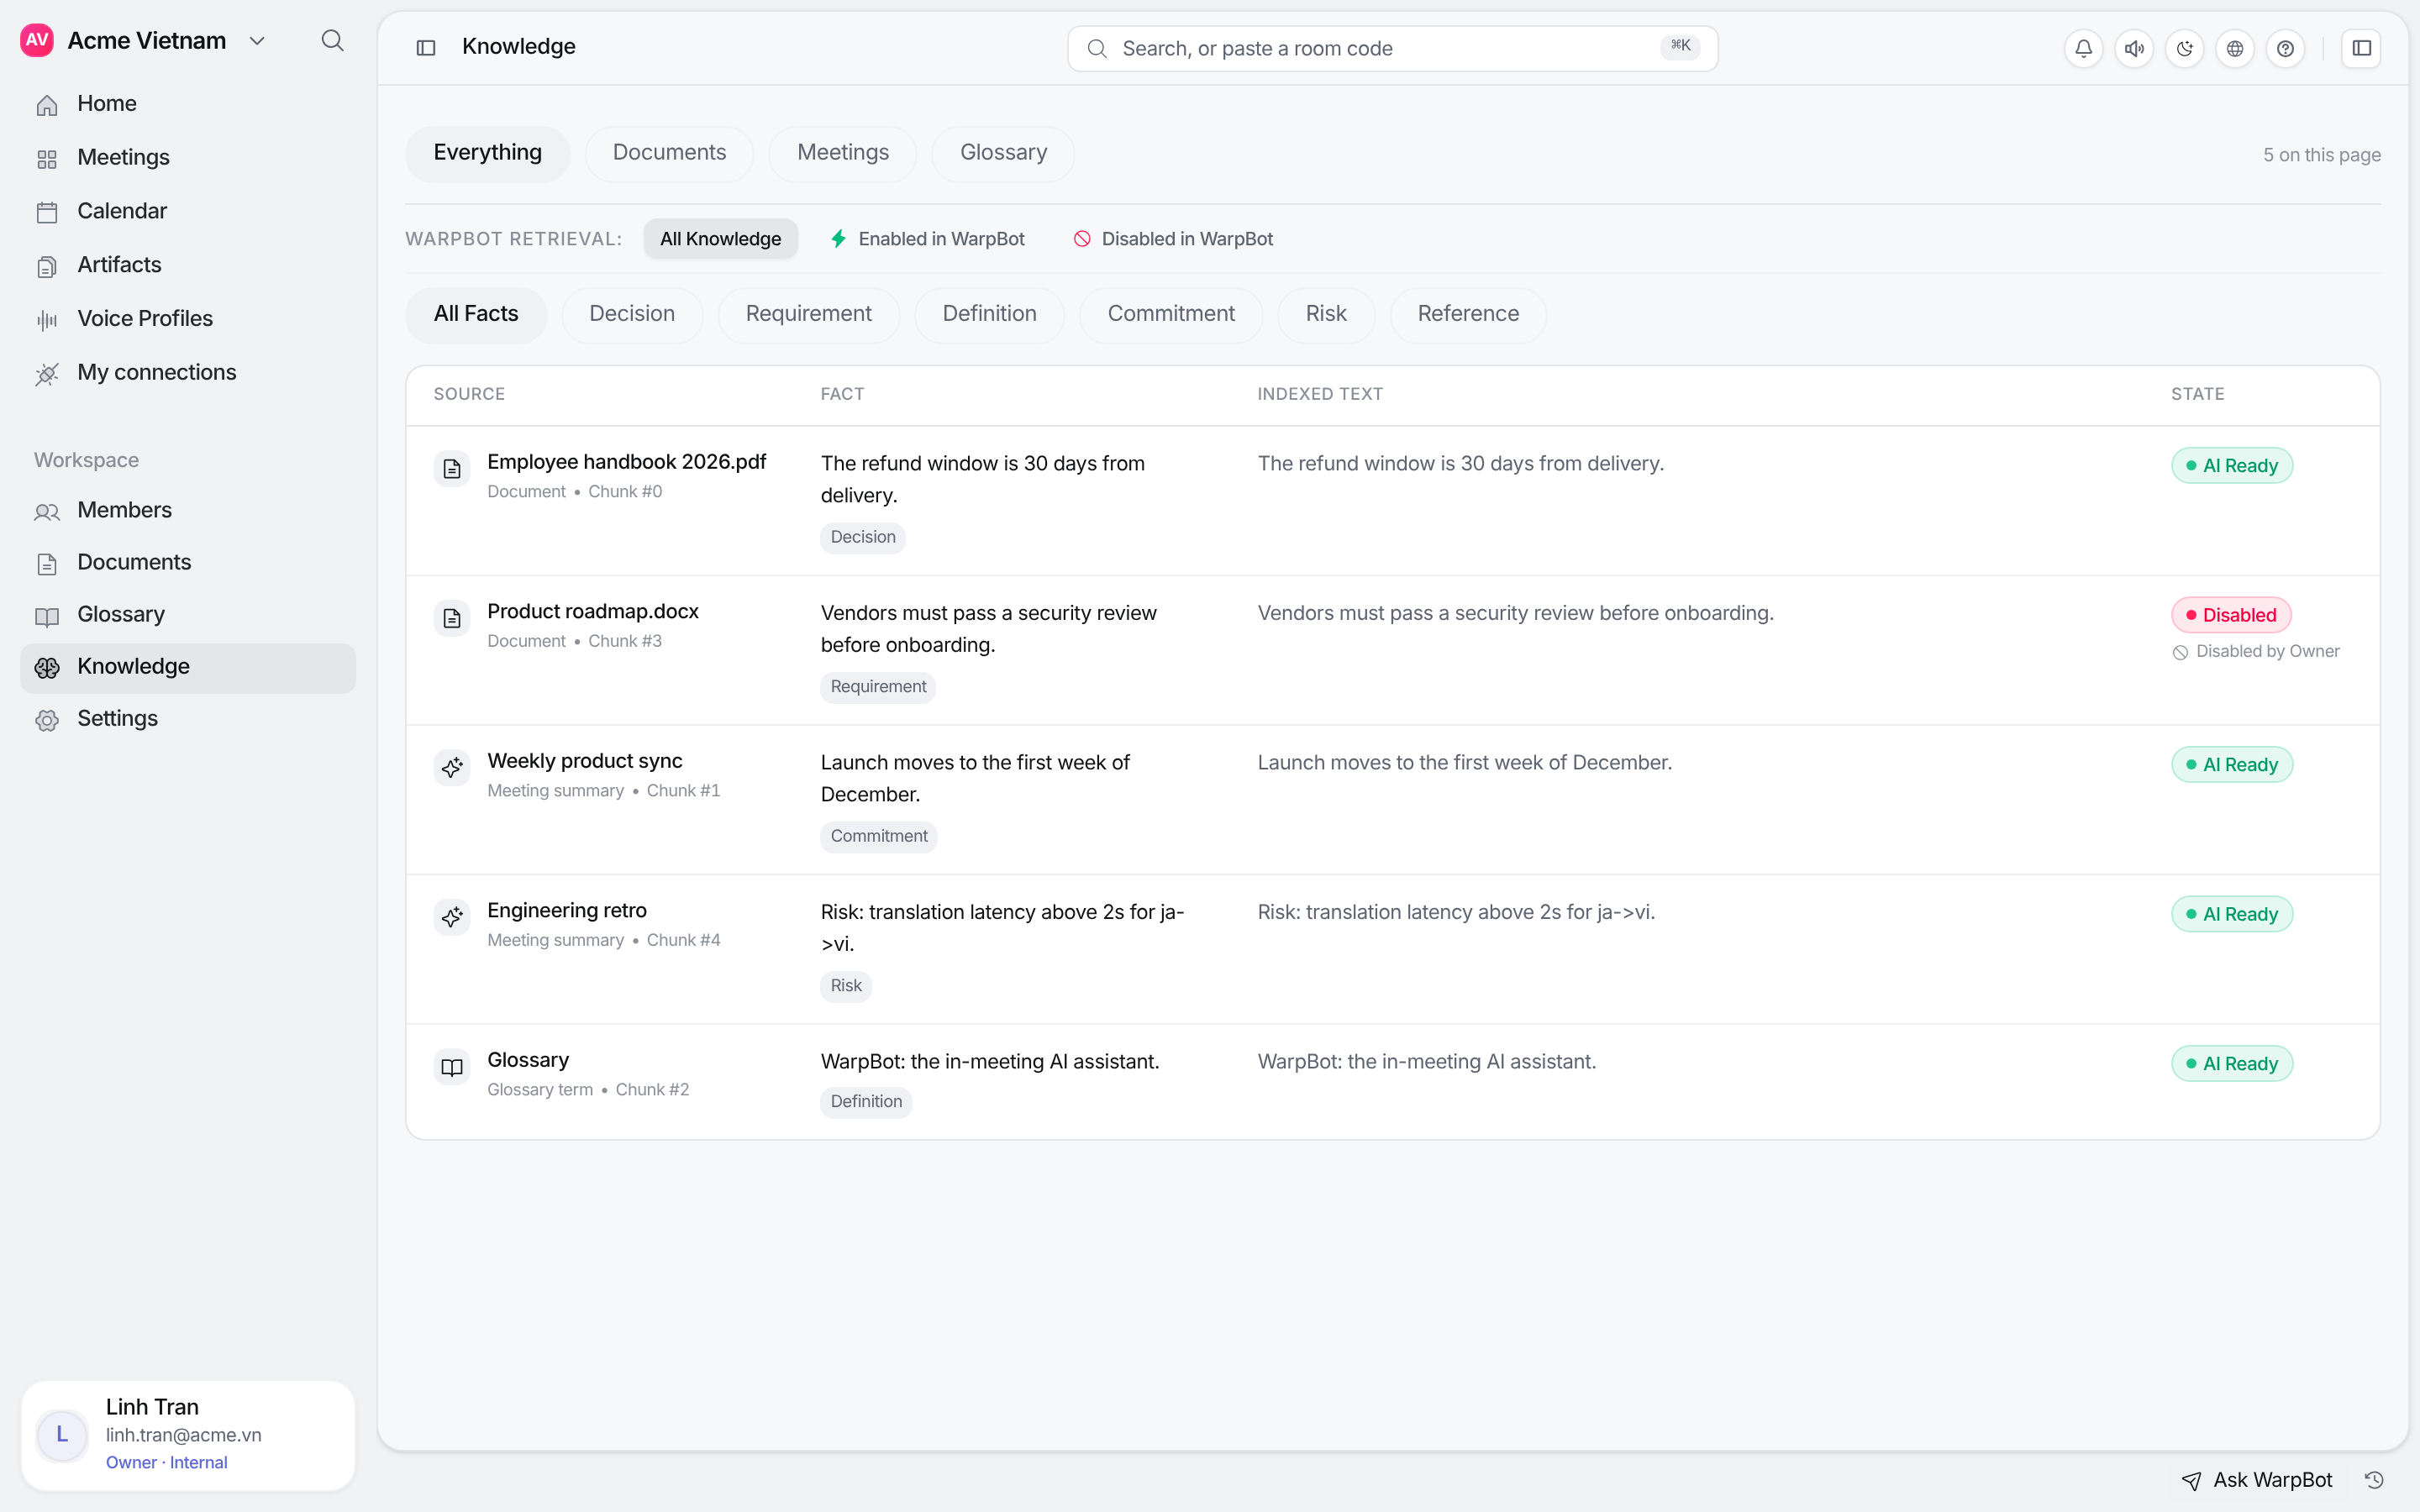 AV Acme Vietnam
Home
Meetings
Calendar
Artifacts
Voice Profiles
My connections
Workspace
Members
Documents
Glossary
Knowledge
Settings
L
Linh Tran
linh.tran@acme.vn
Owner · Internal
Knowledge
Search, or paste a room code ⌘K
Everything Documents Meetings Glossary 5 on this page
WARPBOT RETRIEVAL: All Knowledge Enabled in WarpBot Disabled in WarpBot
All Facts Decision Requirement Definition Commitment Risk Reference
SOURCE FACT INDEXED TEXT STATE
Employee handbook 2026.pdf
Document • Chunk #0
The refund window is 30 days from
delivery.
Decision
The refund window is 30 days from delivery.
AI Ready
Product roadmap.docx
Document • Chunk #3
Vendors must pass a security review
before onboarding.
Requirement
Vendors must pass a security review before onboarding.
Disabled
Disabled by Owner
Weekly product sync
Meeting summary • Chunk #1
Launch moves to the first week of
December.
Commitment
Launch moves to the first week of December.
AI Ready
Engineering retro
Meeting summary • Chunk #4
Risk: translation latency above 2s for ja-
>vi.
Risk
Risk: translation latency above 2s for ja->vi.
AI Ready
Glossary
Glossary term • Chunk #2
WarpBot: the in-meeting AI assistant.
Definition
WarpBot: the in-meeting AI assistant.
AI Ready
Ask WarpBot